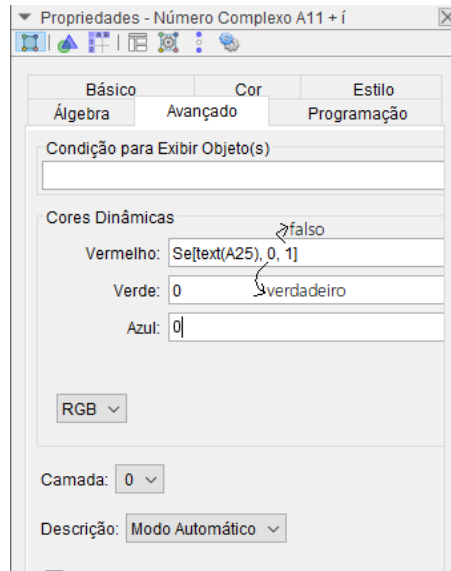 Propriedades - Número Complexo A11 + í
Básico Cor Estilo
Álgebra Avançado Programação
Condição para Exibir Objeto(s)
Cores Dinâmicas
falso
Vermelho: Se[text(A25), 0, 1]
Verde: 0 verdadeiro
Azul: 0
RGB
Camada: 0
Descrição: Modo Automático